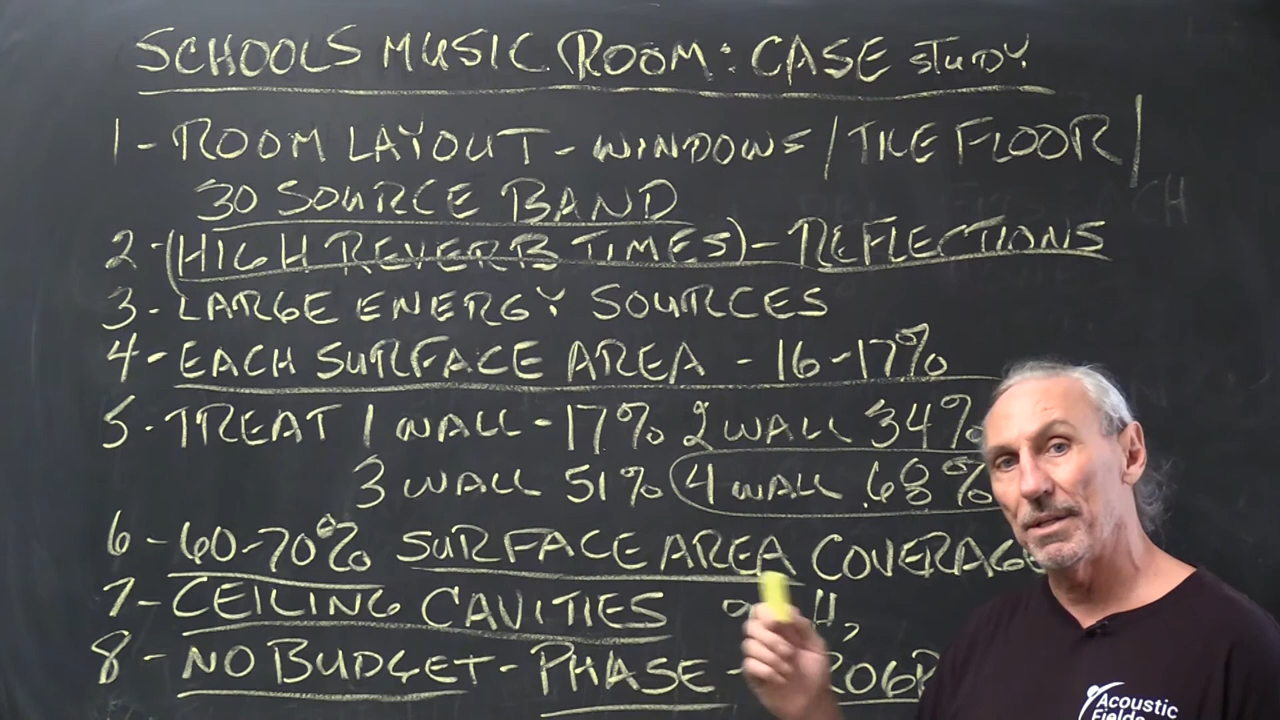 SCHOOLS MUSIC ROOM: CASE STUDY
1- ROOM LAYOUT - WINDOWS / TILE FLOOR /
30 SOURCE BAND
2-(HIGH REVERB TIMES) - REFLECTIONS
3- LARGE ENERGY SOURCES
4- EACH SURFACE AREA - 16-17%
5- TREAT 1 WALL - 17% 2 WALL 34%
3 WALL 51% 4 WALL 68%
6- 60-70% SURFACE AREA COVERAGE
7- CEILING CAVITIES
8- NO BUDGET - PHASE -
Acoustic
Fields